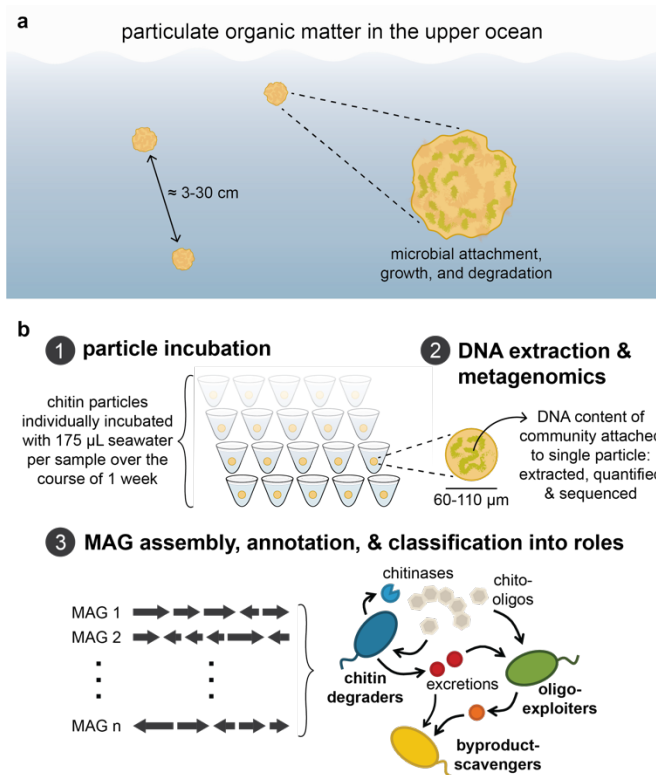 a
particulate organic matter in the upper ocean
≈ 3-30 cm
microbial attachment,
growth, and degradation
b
1 particle incubation
chitin particles
individually incubated
with 175 µL seawater
per sample over the
course of 1 week
2 DNA extraction &
metagenomics
DNA content of
community attached
to single particle:
extracted, quantified
& sequenced
60-110 µm
3 MAG assembly, annotation, & classification into roles
MAG 1
MAG 2
MAG n
chitinases
chito-
oligos
chitin
degraders
excretions
oligo-
exploiters
byproduct-
scavengers